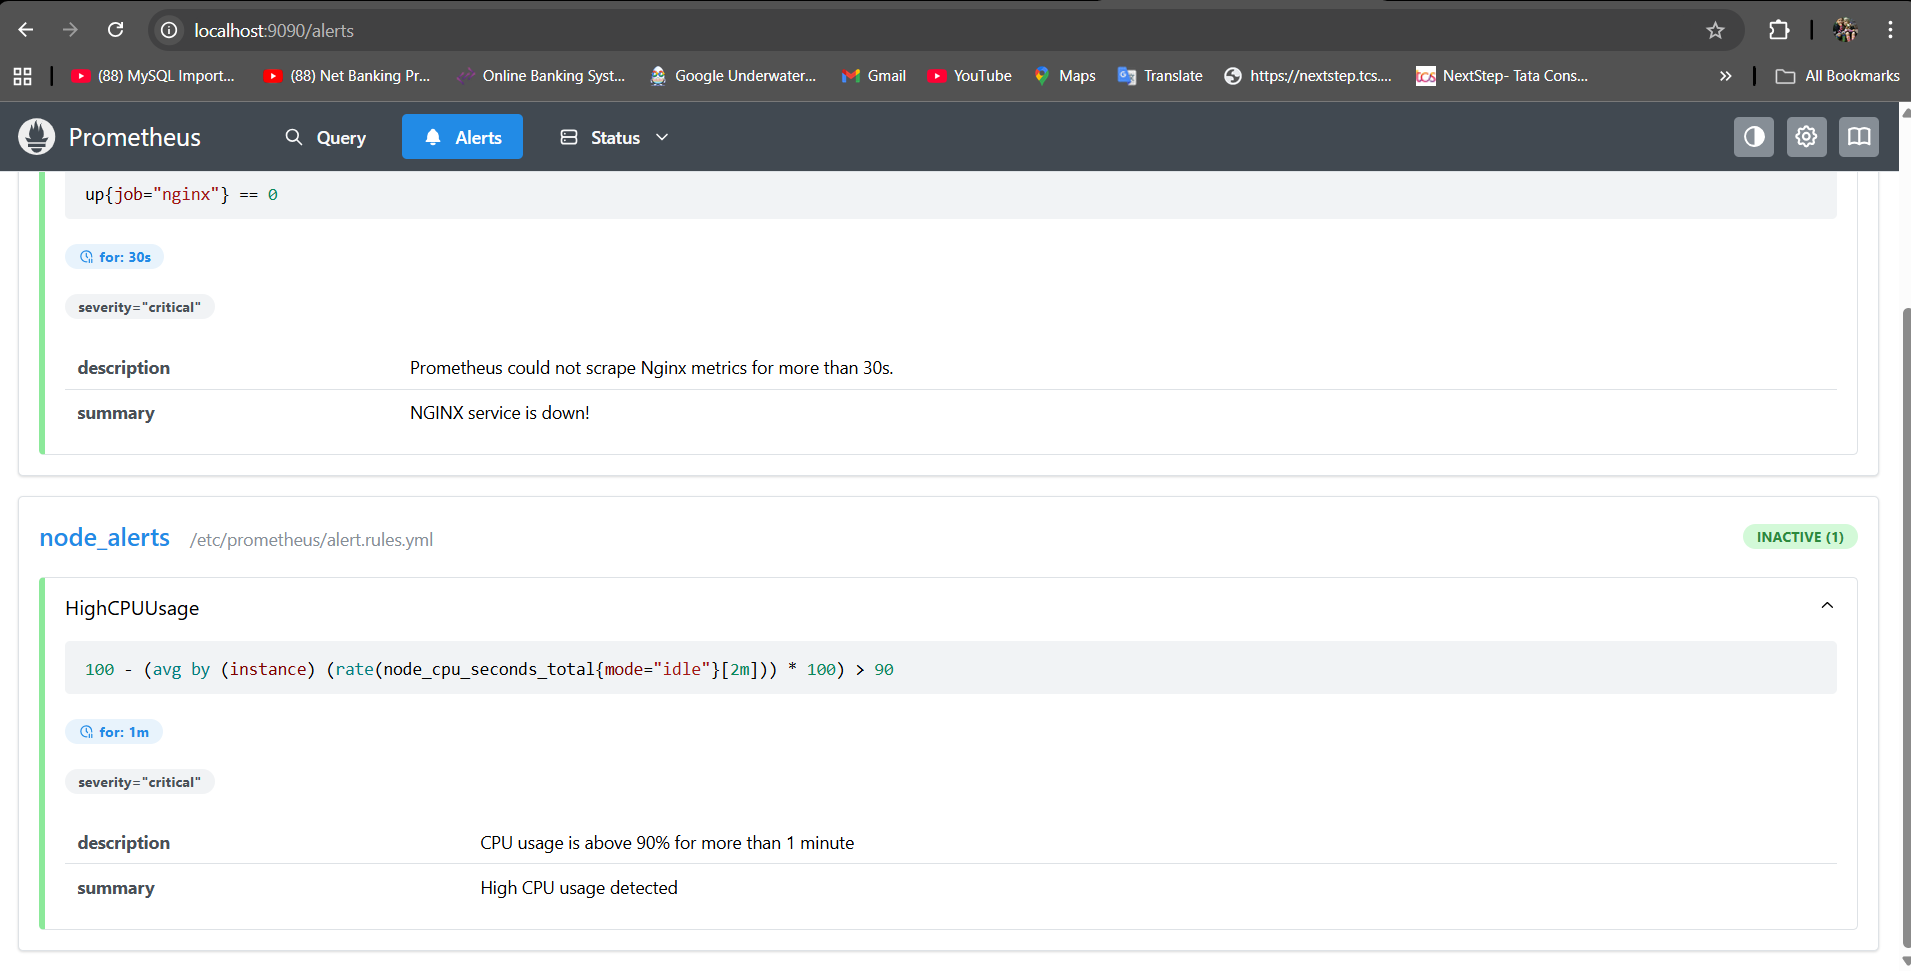 localhost:9090/alerts
(88) MySQL Import... (88) Net Banking Pr... Online Banking Syst... Google Underwater... Gmail YouTube Maps Translate https://nextstep.tcs.... tcs NextStep- Tata Cons... » All Bookmarks
Prometheus Query Alerts Status
up{job="nginx"} == 0
for: 30s
severity="critical"
description Prometheus could not scrape Nginx metrics for more than 30s.
summary NGINX service is down!
node_alerts /etc/prometheus/alert.rules.yml INACTIVE (1)
HighCPUUsage
100 - (avg by (instance) (rate(node_cpu_seconds_total{mode="idle"}[2m])) * 100) > 90
for: 1m
severity="critical"
description CPU usage is above 90% for more than 1 minute
summary High CPU usage detected